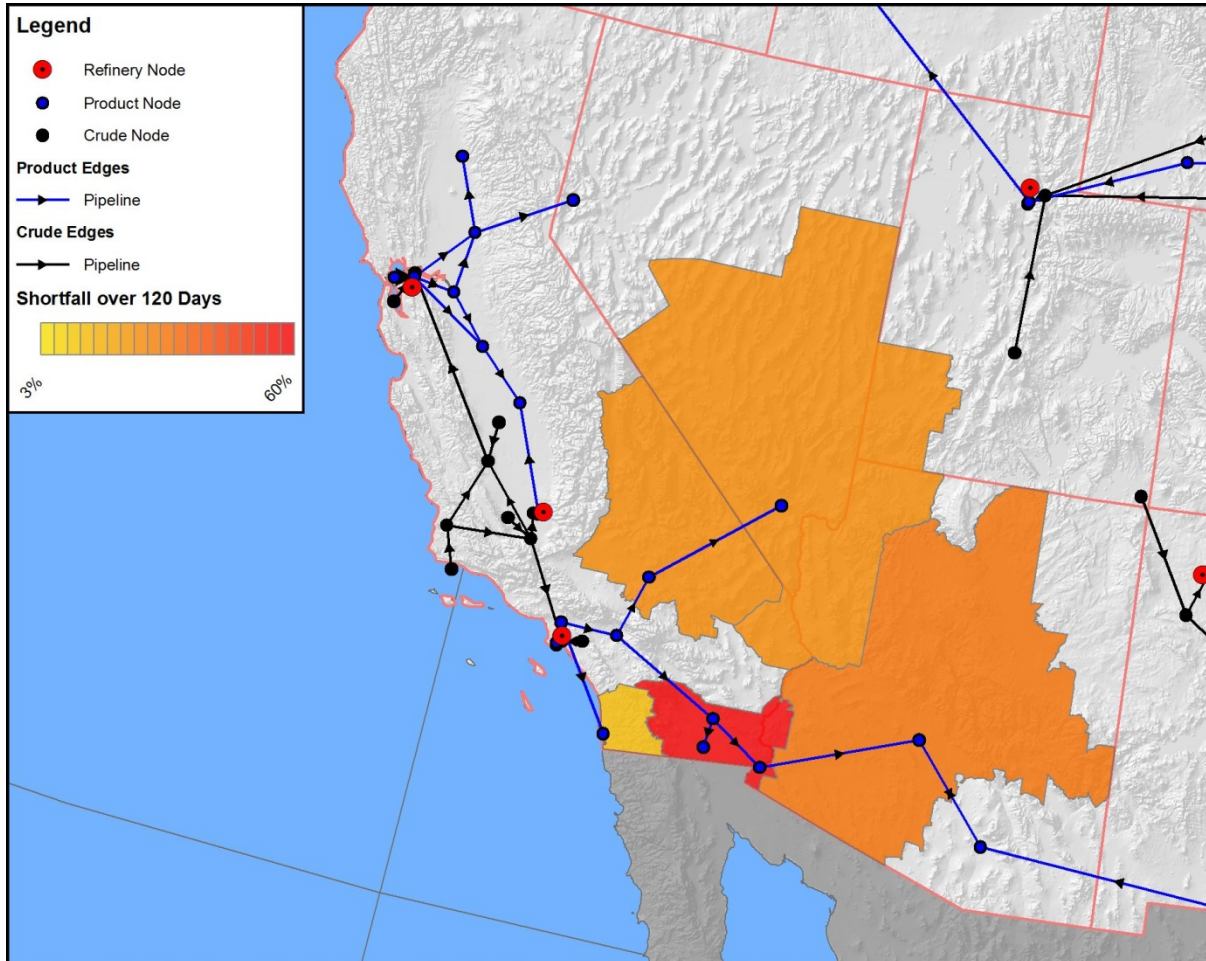 Legend
Refinery Node
Product Node
Crude Node
Product Edges
Pipeline
Crude Edges
Pipeline
Shortfall over 120 Days
3%
60%